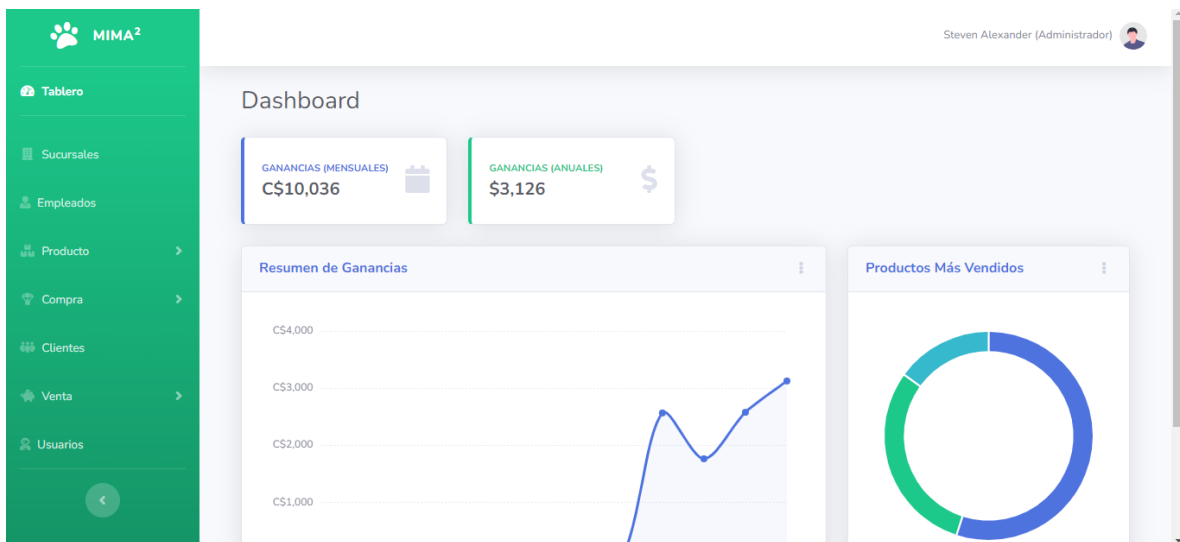 MIMA²
Steven Alexander (Administrador)
Tablero
Sucursales
Empleados
Producto
Compra
Clientes
Venta
Usuarios
Dashboard
GANANCIAS (MENSUALES)
C$10,036
GANANCIAS (ANUALES)
$3,126
Resumen de Ganancias
C$4,000
C$3,000
C$2,000
C$1,000
Productos Más Vendidos